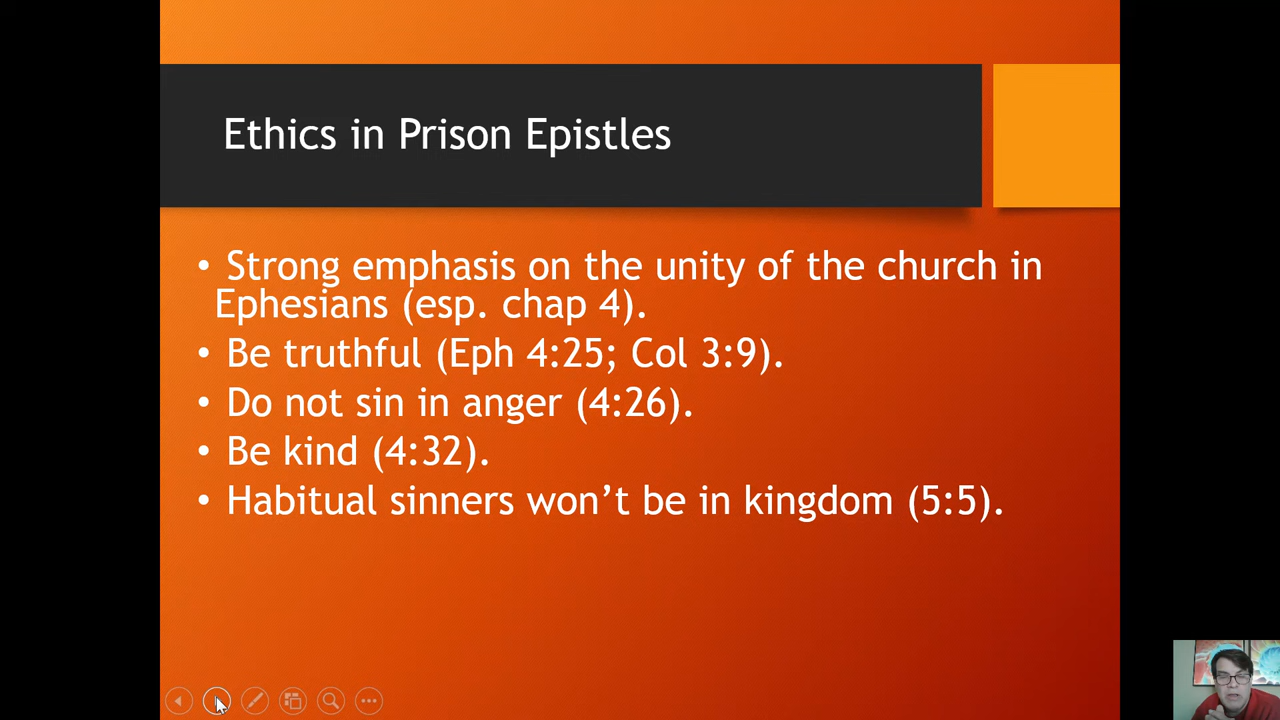 Ethics in Prison Epistles
• Strong emphasis on the unity of the church in
Ephesians (esp. chap 4).
• Be truthful (Eph 4:25; Col 3:9).
• Do not sin in anger (4:26).
• Be kind (4:32).
• Habitual sinners won’t be in kingdom (5:5).